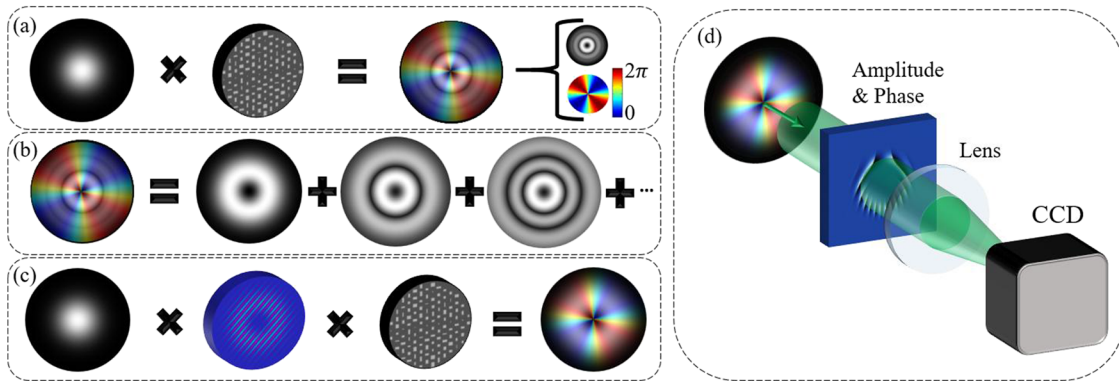 (a)
2π
0
(b)
...
(c)
(d)
Amplitude
& Phase
Lens
CCD